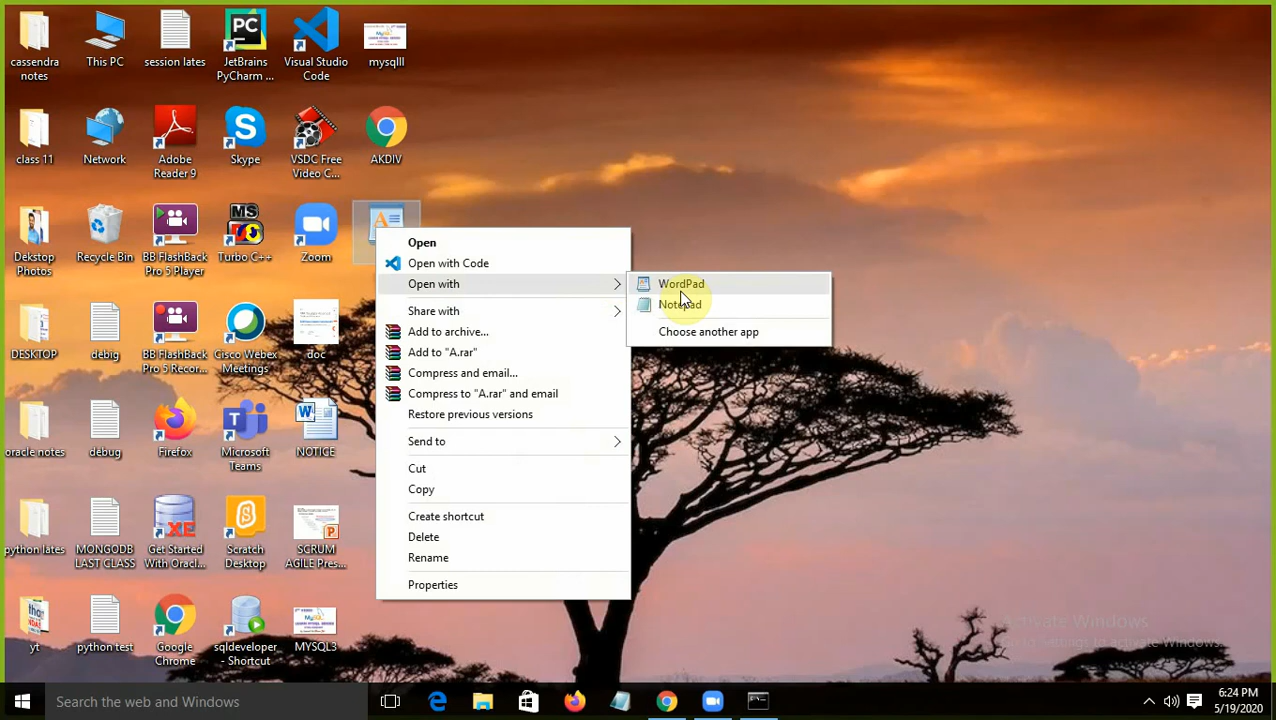 cassendra
notes
This PC
session lates
JetBrains
PyCharm ...
Visual Studio
Code
mysqlll
class 11
Network
Adobe
Reader 9
Skype
VSDC Free
Video C...
AKDIV
Dekstop
Photos
Recycle Bin
BB FlashBack
Pro 5 Player
Turbo C++
Zoom
DESKTOP
debig
BB FlashBack
Pro 5 Recor...
Cisco Webex
Meetings
doc
oracle notes
debug
Firefox
Microsoft
Teams
NOTICE
python lates
MONGODB
LAST CLASS
Get Started
With Oracl...
Scratch
Desktop
SCRUM
AGILE Pres...
yt
python test
Google
Chrome
sqldeveloper
- Shortcut
MYSQL3
Open
Open with Code
Open with
Share with
Add to archive...
Add to "A.rar"
Compress and email...
Compress to "A.rar" and email
Restore previous versions
Send to
Cut
Copy
Create shortcut
Delete
Rename
Properties
WordPad
Notepad
Choose another app
Activate Windows
Go to Settings to activate Windows.
Search the web and Windows
6:24 PM
5/19/2020